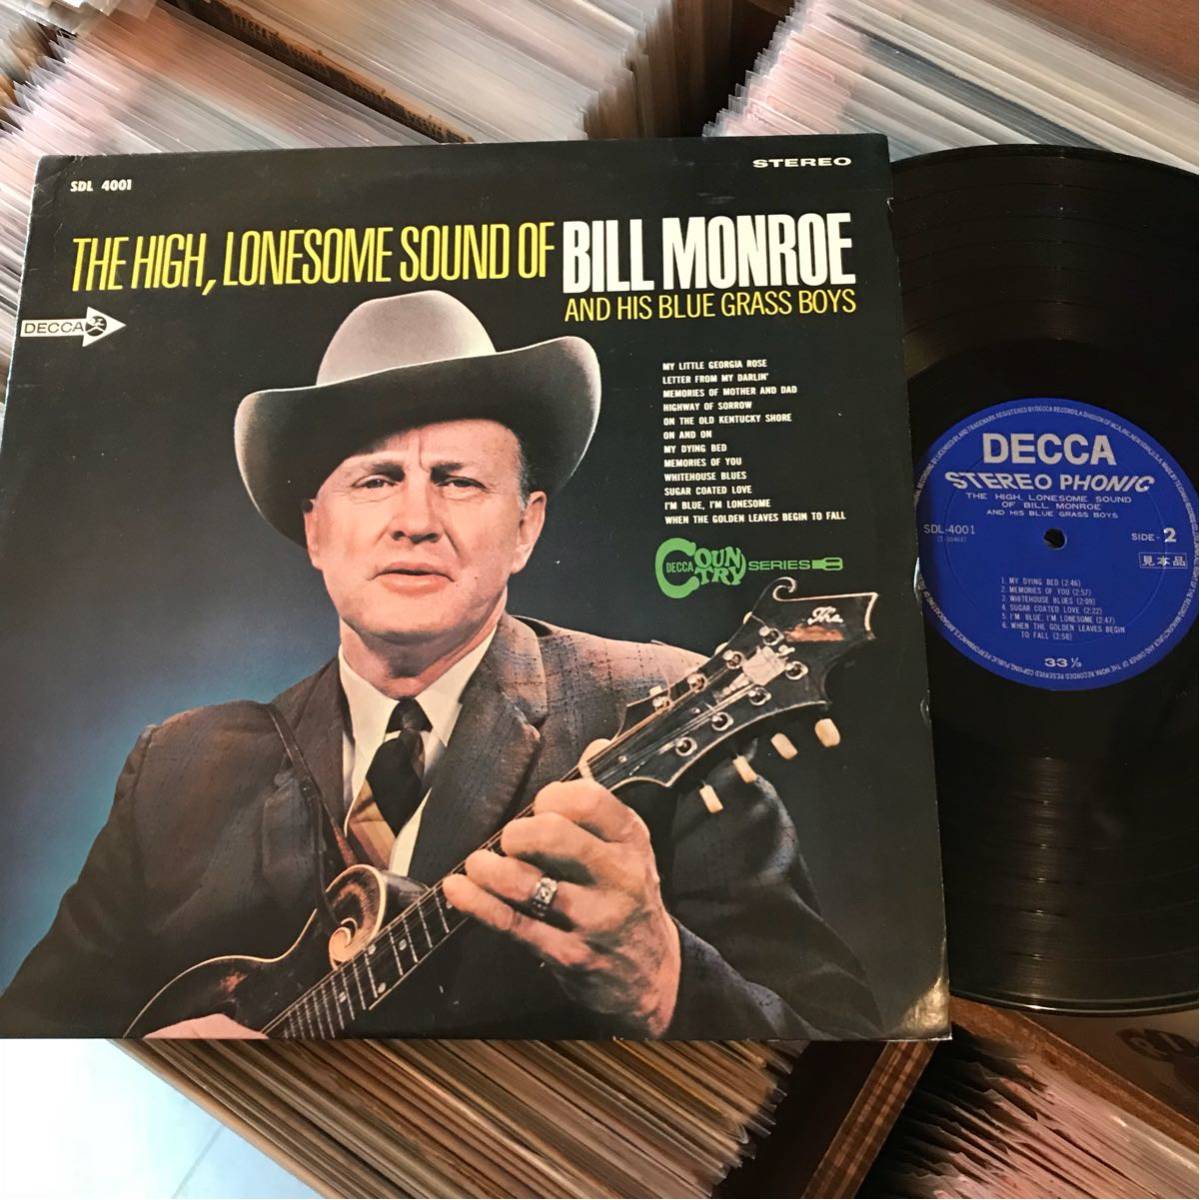 STEREO
SDL 4001
THE HIGH, LONESOME SOUND OF BILL MONROE
AND HIS BLUE GRASS BOYS
DECCA
MY LITTLE GEORGIA ROSE
LETTER FROM MY DARLIN'
MEMORIES OF MOTHER AND DAD
HIGHWAY OF SORROW
ON THE OLD KENTUCKY SHORE
ON AND ON
MY DYING BED
MEMORIES OF YOU
WHITEHOUSE BLUES
SUGAR COATED LOVE
I'M BLUE, I'M LONESOME
WHEN THE GOLDEN LEAVES BEGIN TO FALL
DECCA COUNTRY SERIES 8
The
DECCA
STEREO PHONIC
THE HIGH, LONESOME SOUND
OF BILL MONROE
AND HIS BLUE GRASS BOYS
SDL-4001
SIDE-2
見本品
1. MY DYING BED (2:46)
2. MEMORIES OF YOU (2:57)
3. WHITEHOUSE BLUES (2:09)
4. SUGAR COATED LOVE (2:22)
5. I'M BLUE, I'M LONESOME (2:47)
6. WHEN THE GOLDEN LEAVES BEGIN
TO FALL (2:58)
33 1/3